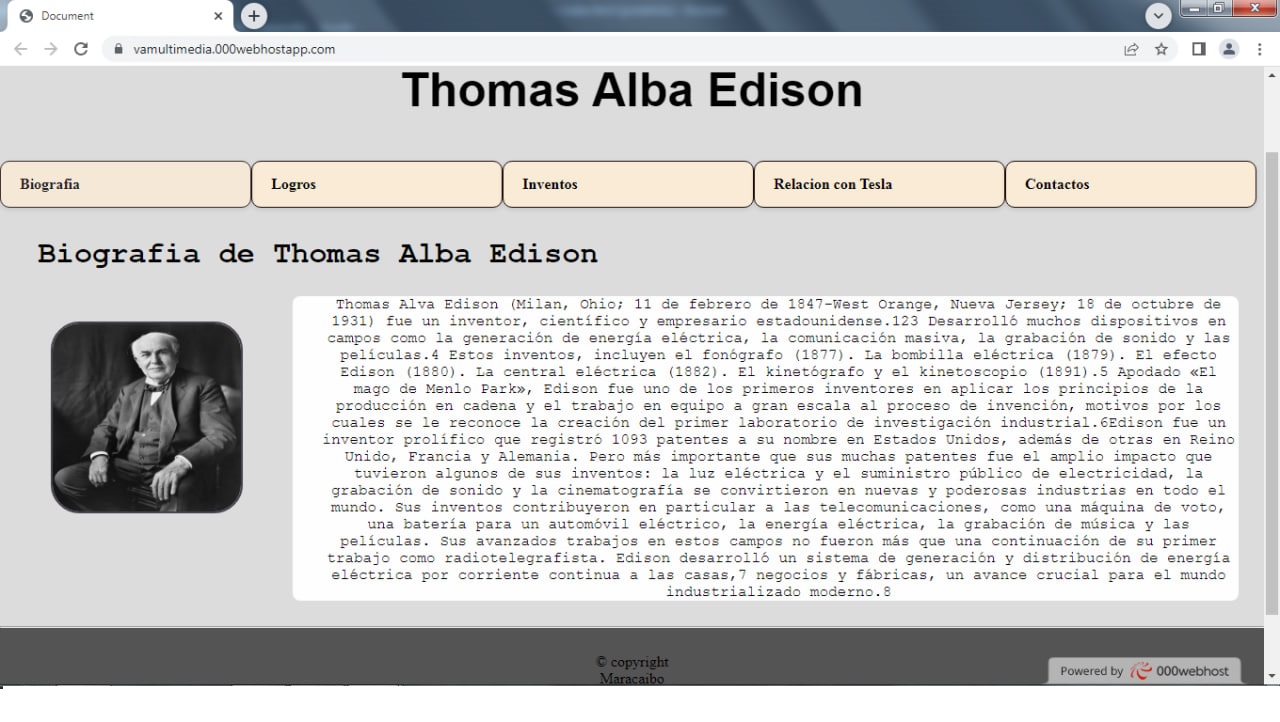 Document
vamultimedia.000webhostapp.com
Thomas Alba Edison
Biografia
Logros
Inventos
Relacion con Tesla
Contactos
Biografia de Thomas Alba Edison
Thomas Alva Edison (Milan, Ohio; 11 de febrero de 1847-West Orange, Nueva Jersey; 18 de octubre de
1931) fue un inventor, científico y empresario estadounidense.123 Desarrolló muchos dispositivos en
campos como la generación de energía eléctrica, la comunicación masiva, la grabación de sonido y las
películas.4 Estos inventos, incluyen el fonógrafo (1877). La bombilla eléctrica (1879). El efecto
Edison (1880). La central eléctrica (1882). El kinetógrafo y el kinetoscopio (1891).5 Apodado «El
mago de Menlo Park», Edison fue uno de los primeros inventores en aplicar los principios de la
producción en cadena y el trabajo en equipo a gran escala al proceso de invención, motivos por los
cuales se le reconoce la creación del primer laboratorio de investigación industrial.6Edison fue un
inventor prolífico que registró 1093 patentes a su nombre en Estados Unidos, además de otras en Reino
Unido, Francia y Alemania. Pero más importante que sus muchas patentes fue el amplio impacto que
tuvieron algunos de sus inventos: la luz eléctrica y el suministro público de electricidad, la
grabación de sonido y la cinematografía se convirtieron en nuevas y poderosas industrias en todo el
mundo. Sus inventos contribuyeron en particular a las telecomunicaciones, como una máquina de voto,
una batería para un automóvil eléctrico, la energía eléctrica, la grabación de música y las
películas. Sus avanzados trabajos en estos campos no fueron más que una continuación de su primer
trabajo como radiotelegrafista. Edison desarrolló un sistema de generación y distribución de energía
eléctrica por corriente continua a las casas,7 negocios y fábricas, un avance crucial para el mundo
industrializado moderno.8
© copyright
Maracaibo
Powered by 000webhost